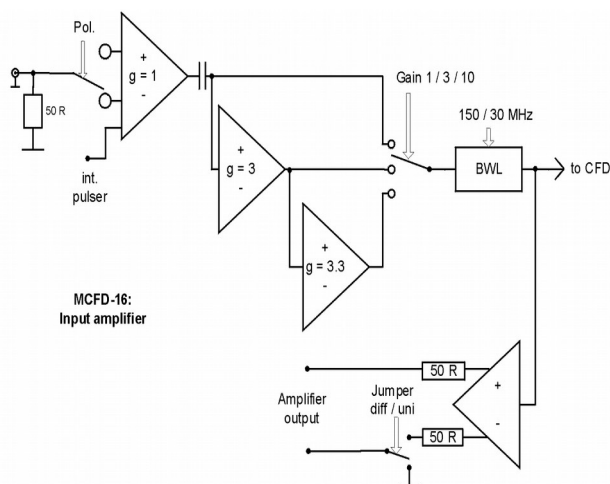 Pol.
+
g = 1
-
50 R
int.
pulser
Gain 1 / 3 / 10
150 / 30 MHz
BWL
to CFD
+
g = 3
-
+
g = 3.3
-
MCFD-16:
Input amplifier
50 R
+
Amplifier
output
Jumper
diff / uni
-
50 R